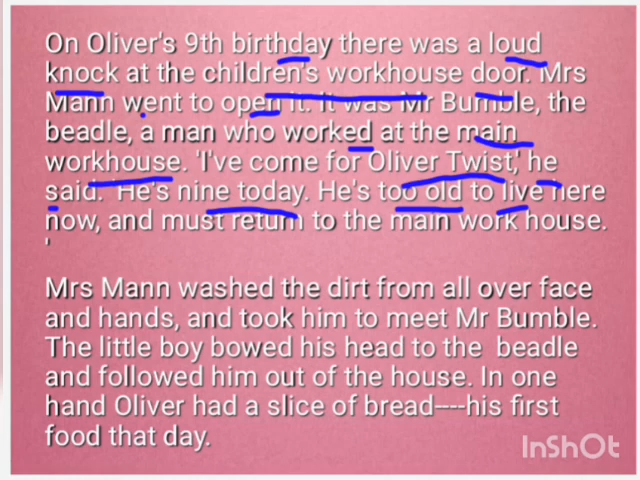 On Oliver's 9th birthday there was a loud
knock at the children's workhouse door. Mrs
Mann went to open it. It was Mr Bumble, the
beadle, a man who worked at the main
workhouse. 'I've come for Oliver Twist,' he
said. 'He's nine today. He's too old to live here
now, and must return to the main work house.
'
Mrs Mann washed the dirt from all over face
and hands, and took him to meet Mr Bumble.
The little boy bowed his head to the beadle
and followed him out of the house. In one
hand Oliver had a slice of bread----his first
food that day.
InShOt